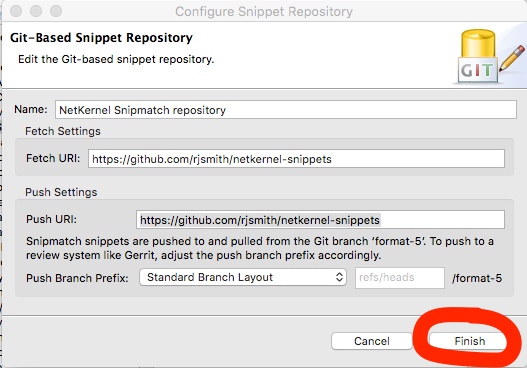 Configure Snippet Repository
Git-Based Snippet Repository
Edit the Git-based snippet repository.
GIT
Name: NetKernel Snipmatch repository
Fetch Settings
Fetch URI: https://github.com/rjsmith/netkernel-snippets
Push Settings
Push URI: https://github.com/rjsmith/netkernel-snippets
Snipmatch snippets are pushed to and pulled from the Git branch 'format-5'. To push to a
review system like Gerrit, adjust the push branch prefix accordingly.
Push Branch Prefix: Standard Branch Layout refs/heads /format-5
Cancel Finish